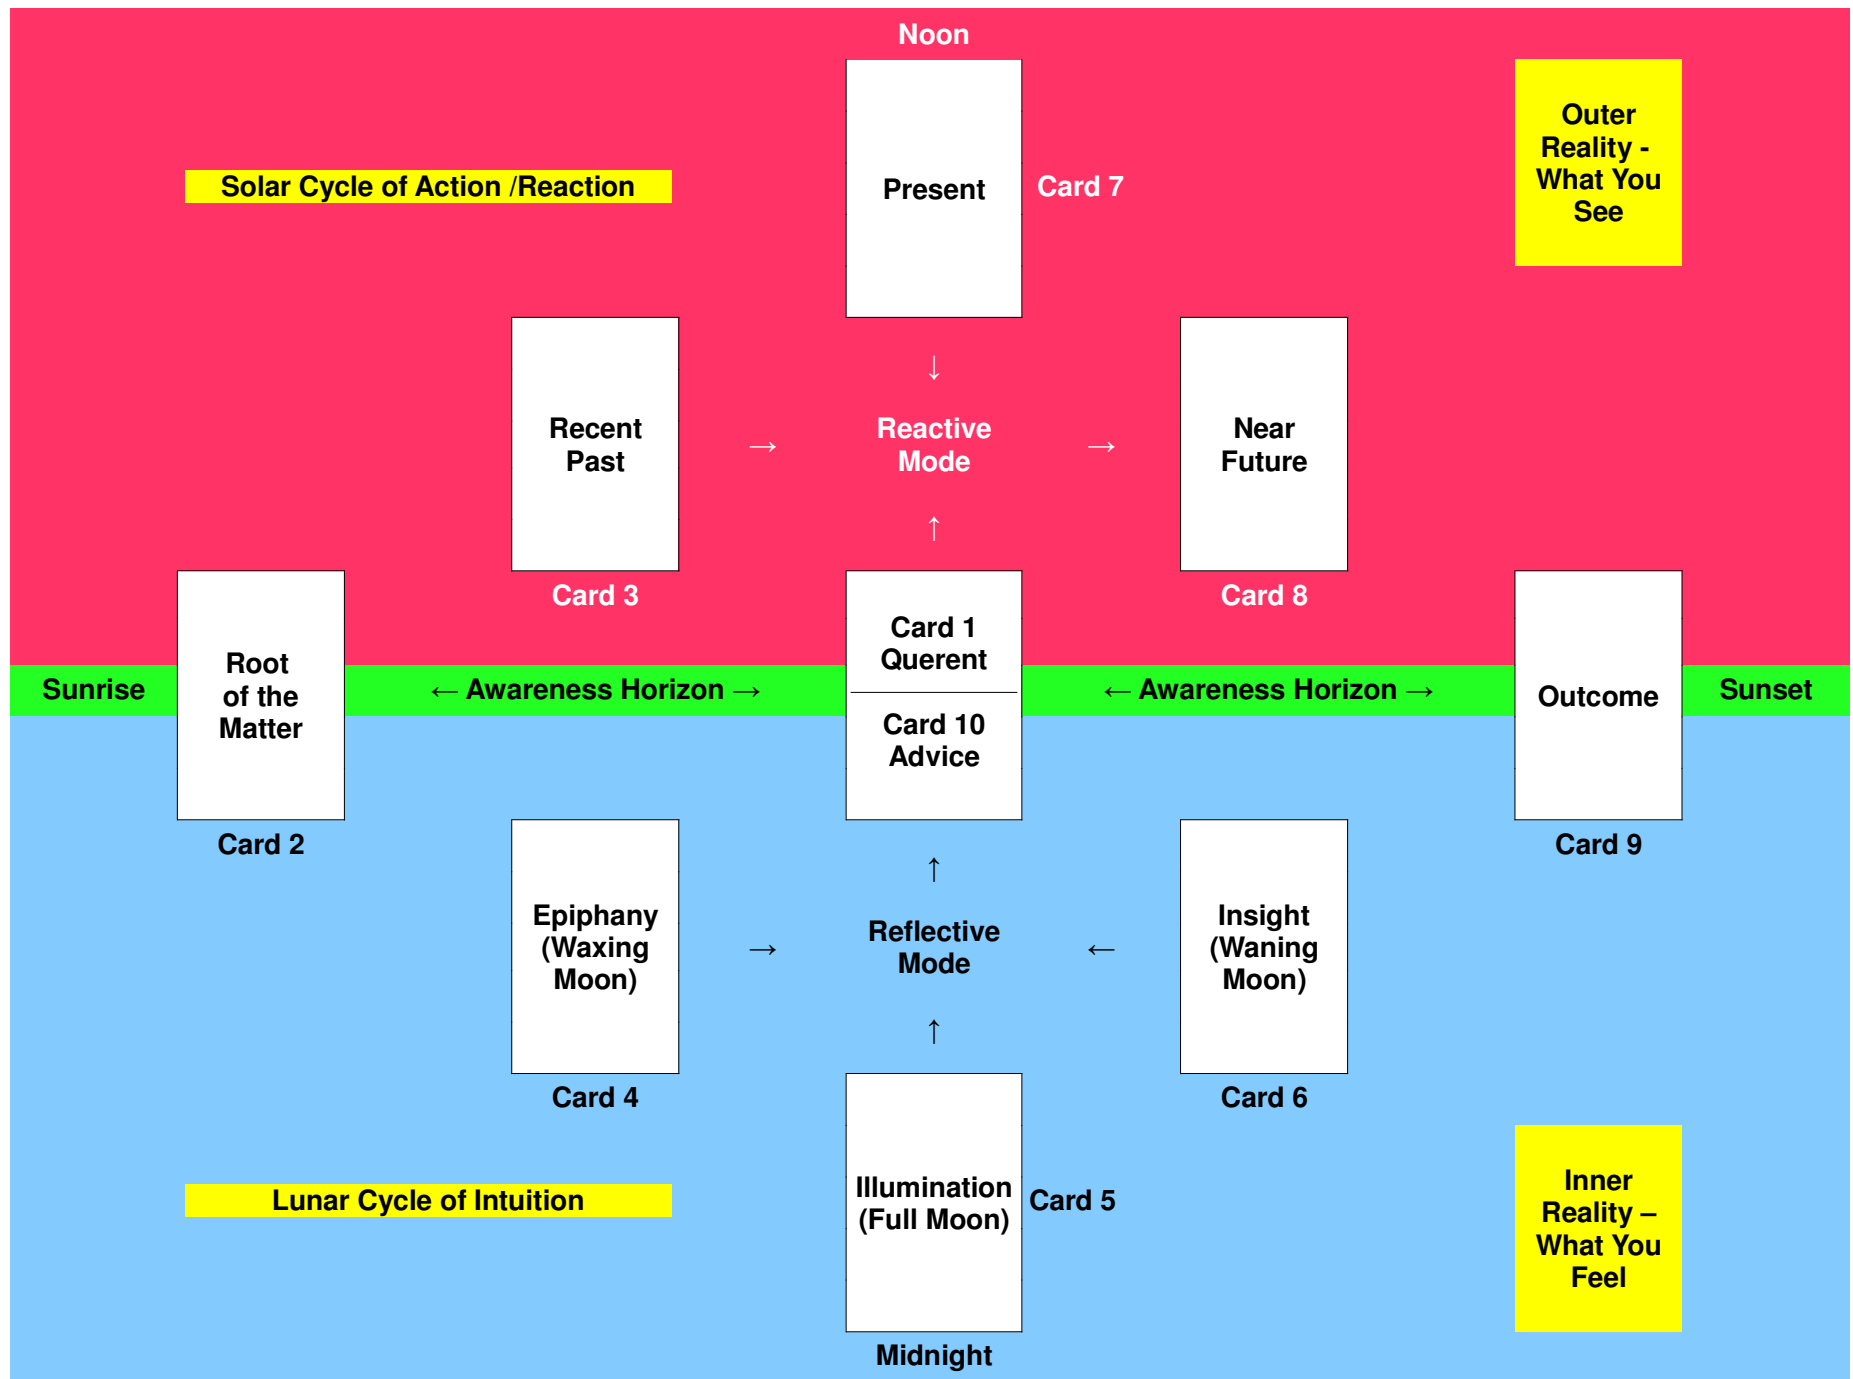 Noon
Outer
Reality -
What You
See
Solar Cycle of Action /Reaction
Present
Card 7
↓
Recent
Past
→
Reactive
Mode
→
Near
Future
↑
Card 3
Card 8
Card 1
Querent
Root
of the
Matter
Sunrise
← Awareness Horizon →
← Awareness Horizon →
Outcome
Sunset
Card 10
Advice
Card 2
Card 9
↑
Epiphany
(Waxing
Moon)
→
Reflective
Mode
←
Insight
(Waning
Moon)
↑
Card 4
Card 6
Illumination
(Full Moon)
Card 5
Lunar Cycle of Intuition
Inner
Reality –
What You
Feel
Midnight